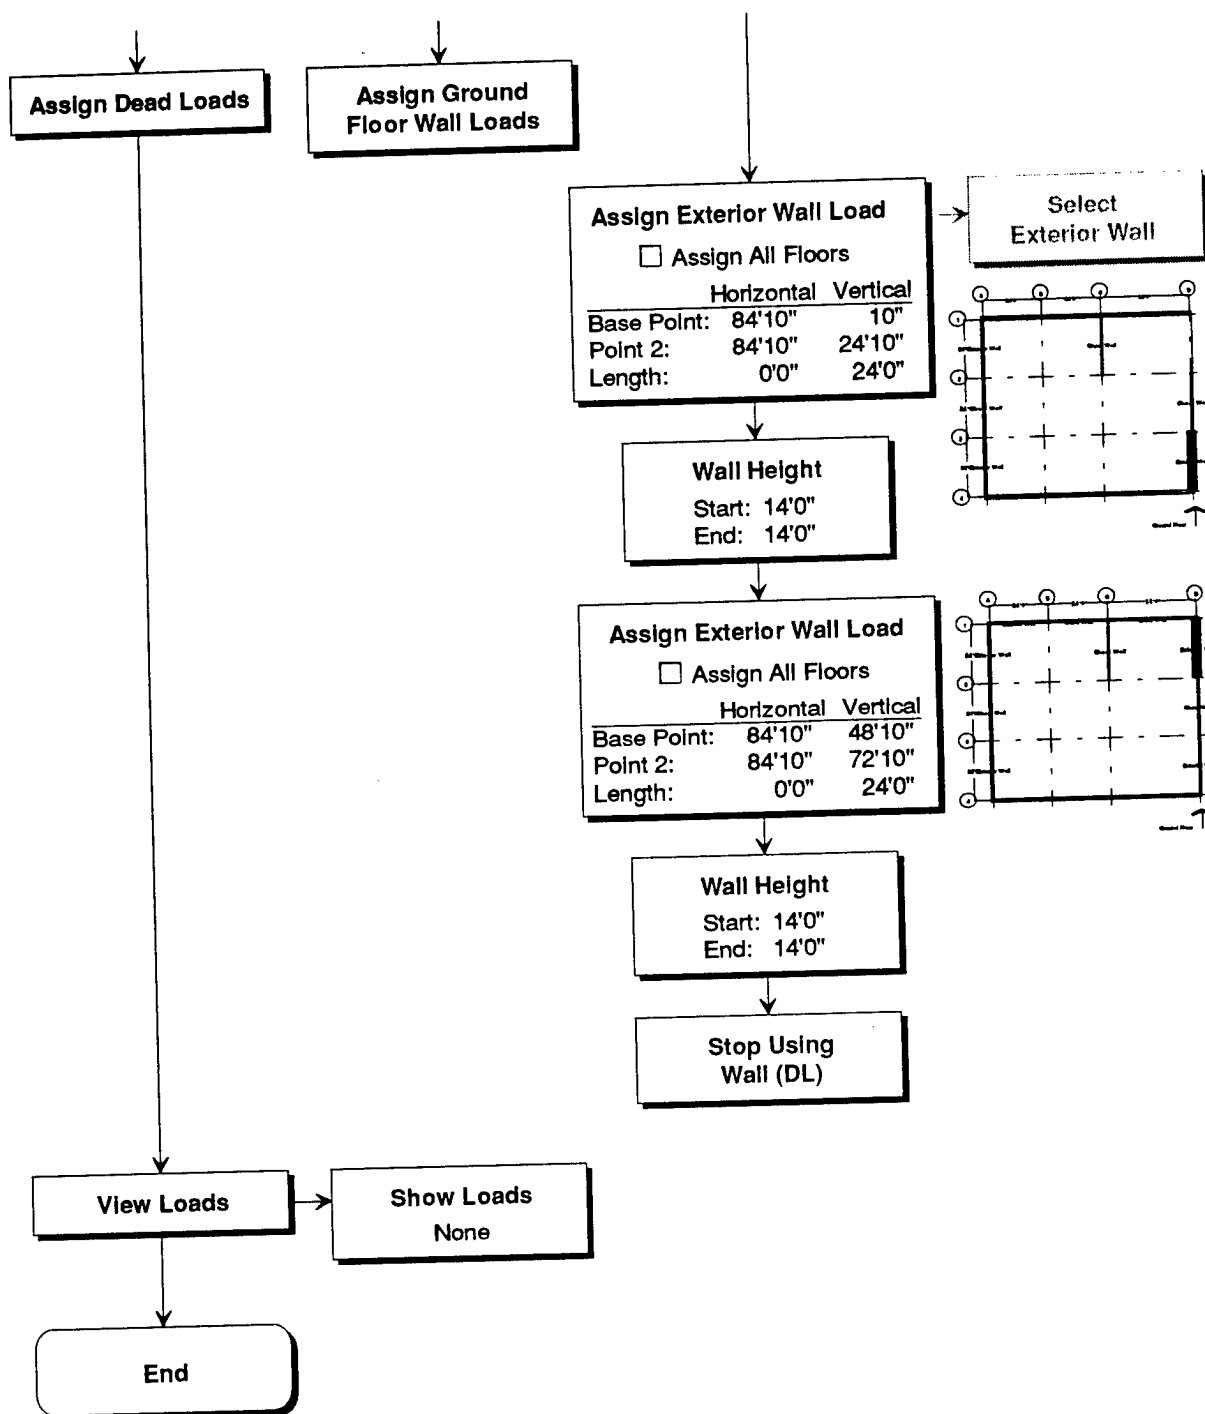 Assign Dead Loads
Assign Ground
Floor Wall Loads
Assign Exterior Wall Load
Assign All Floors
Horizontal Vertical
Base Point: 84'10" 10"
Point 2: 84'10" 24'10"
Length: 0'0" 24'0"
Select
Exterior Wall
Wall Height
Start: 14'0"
End: 14'0"
Ground Floor
Assign Exterior Wall Load
Assign All Floors
Horizontal Vertical
Base Point: 84'10" 48'10"
Point 2: 84'10" 72'10"
Length: 0'0" 24'0"
Ground Floor
Wall Height
Start: 14'0"
End: 14'0"
Stop Using
Wall (DL)
View Loads
Show Loads
None
End